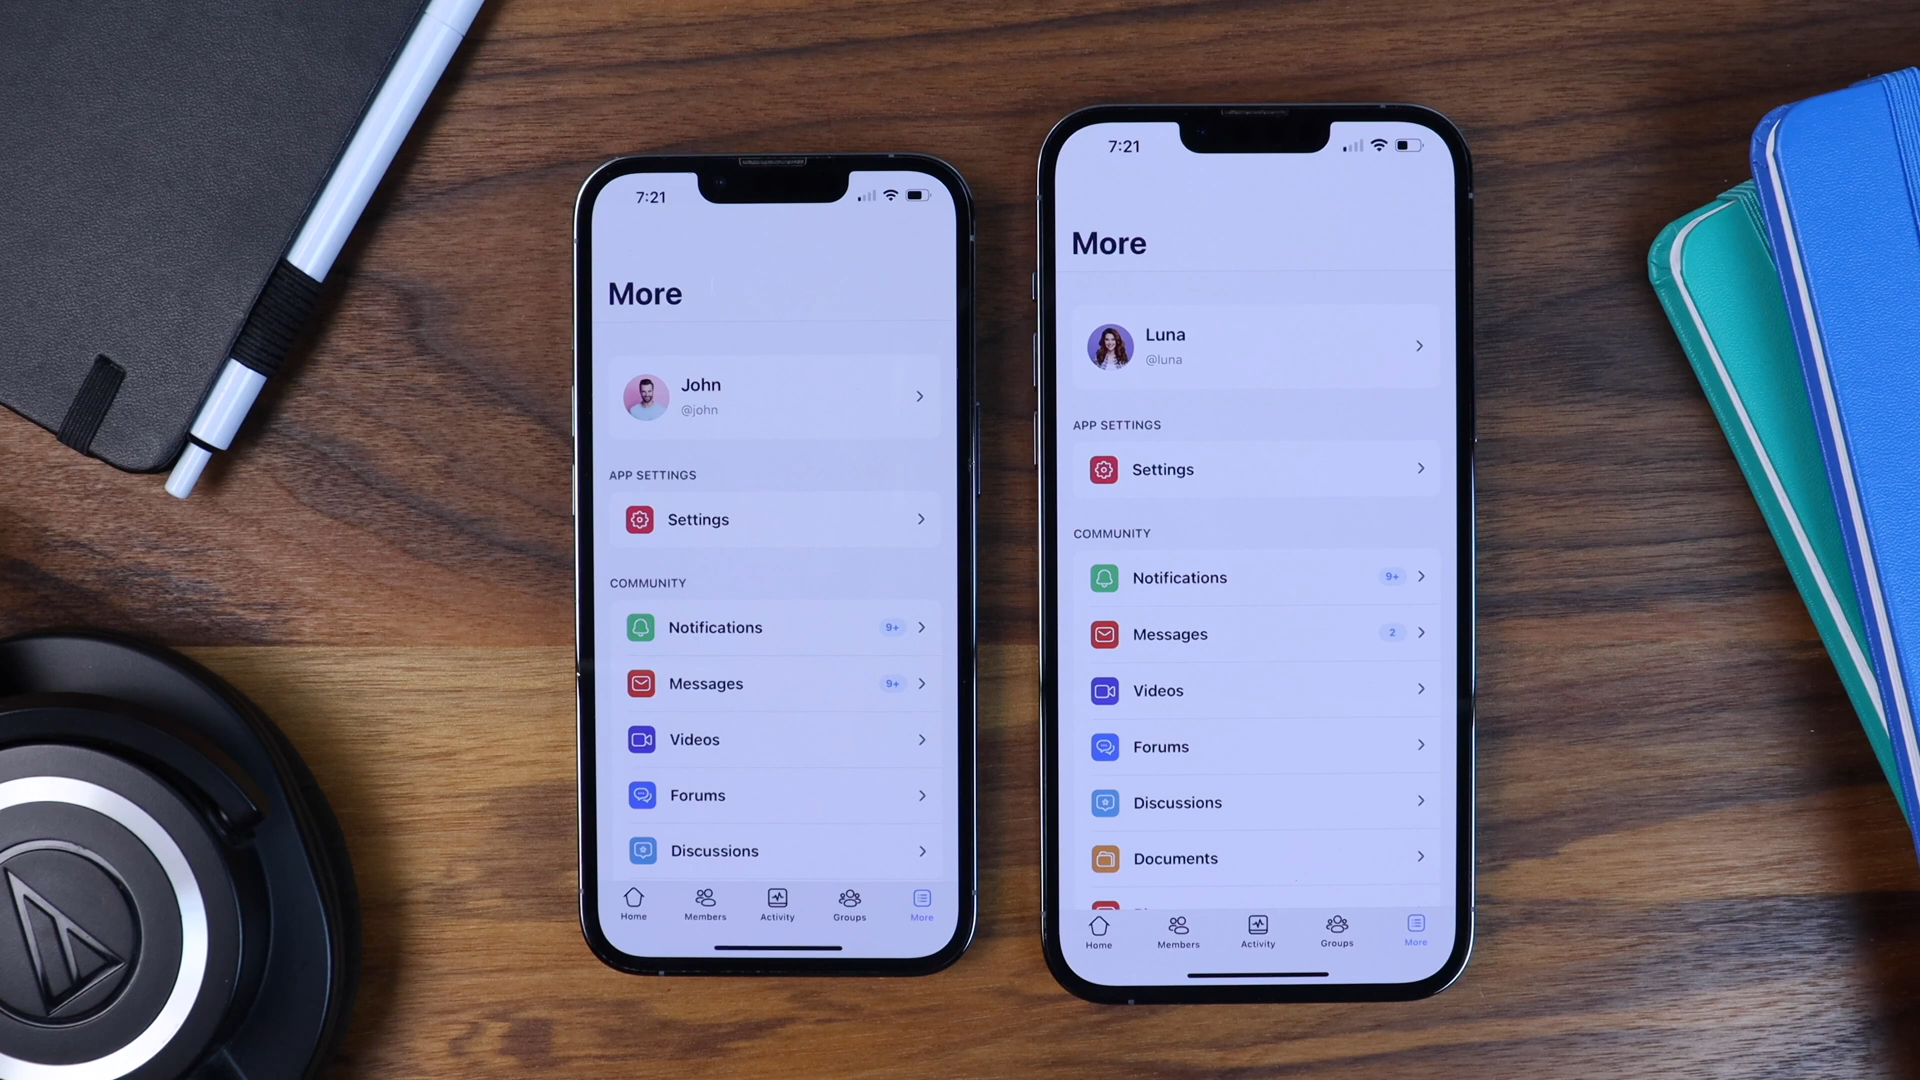 7:21
More
John
@john
APP SETTINGS
Settings
COMMUNITY
Notifications 9+
Messages 9+
Videos
Forums
Discussions
Home Members Activity Groups More
7:21
More
Luna
@luna
APP SETTINGS
Settings
COMMUNITY
Notifications 9+
Messages 2
Videos
Forums
Discussions
Documents
Home Members Activity Groups More